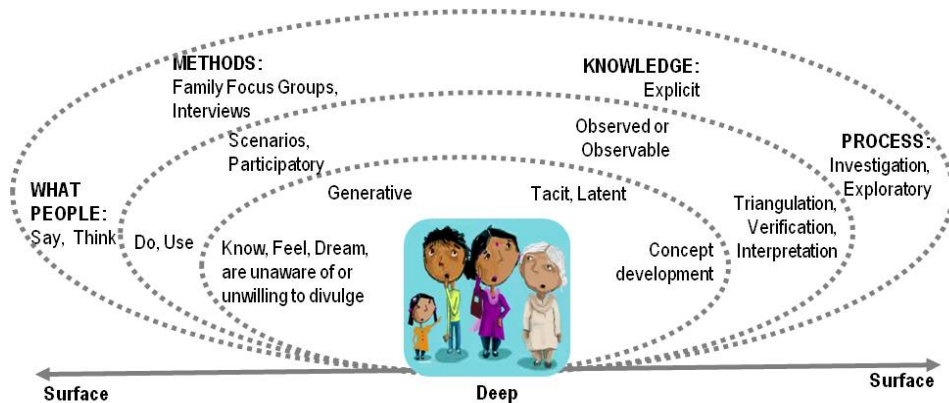 METHODS:
Family Focus Groups,
Interviews
KNOWLEDGE:
Explicit
Scenarios,
Participatory
Observed or
Observable
PROCESS:
Investigation,
Exploratory
WHAT
PEOPLE:
Say, Think
Generative
Tacit, Latent
Triangulation,
Verification,
Interpretation
Do, Use
Know, Feel, Dream,
are unaware of or
unwilling to divulge
Concept
development
Surface
Deep
Surface